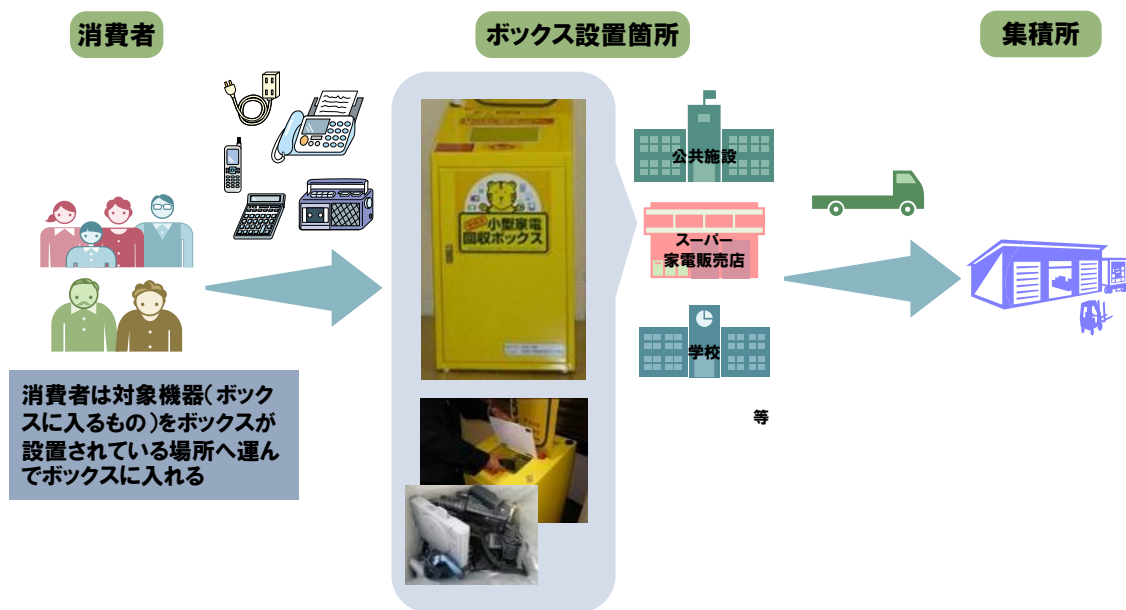 消費者
ボックス設置箇所
集積所
公共施設
小型家電
回収ボックス
スーパー
家電販売店
学校
等
消費者は対象機器(ボック
スに入るもの)をボックスが
設置されている場所へ運ん
でボックスに入れる